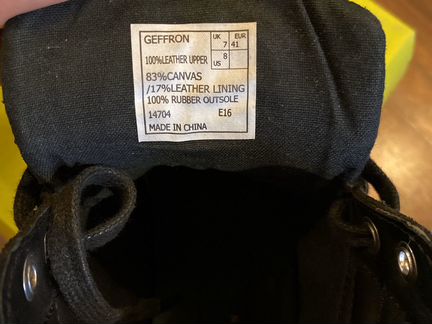 GEFFRON
UK 7 EUR 41
US 8
100%LEATHER UPPER
83%CANVAS
/17%LEATHER LINING
100% RUBBER OUTSOLE
14704 E16
MADE IN CHINA